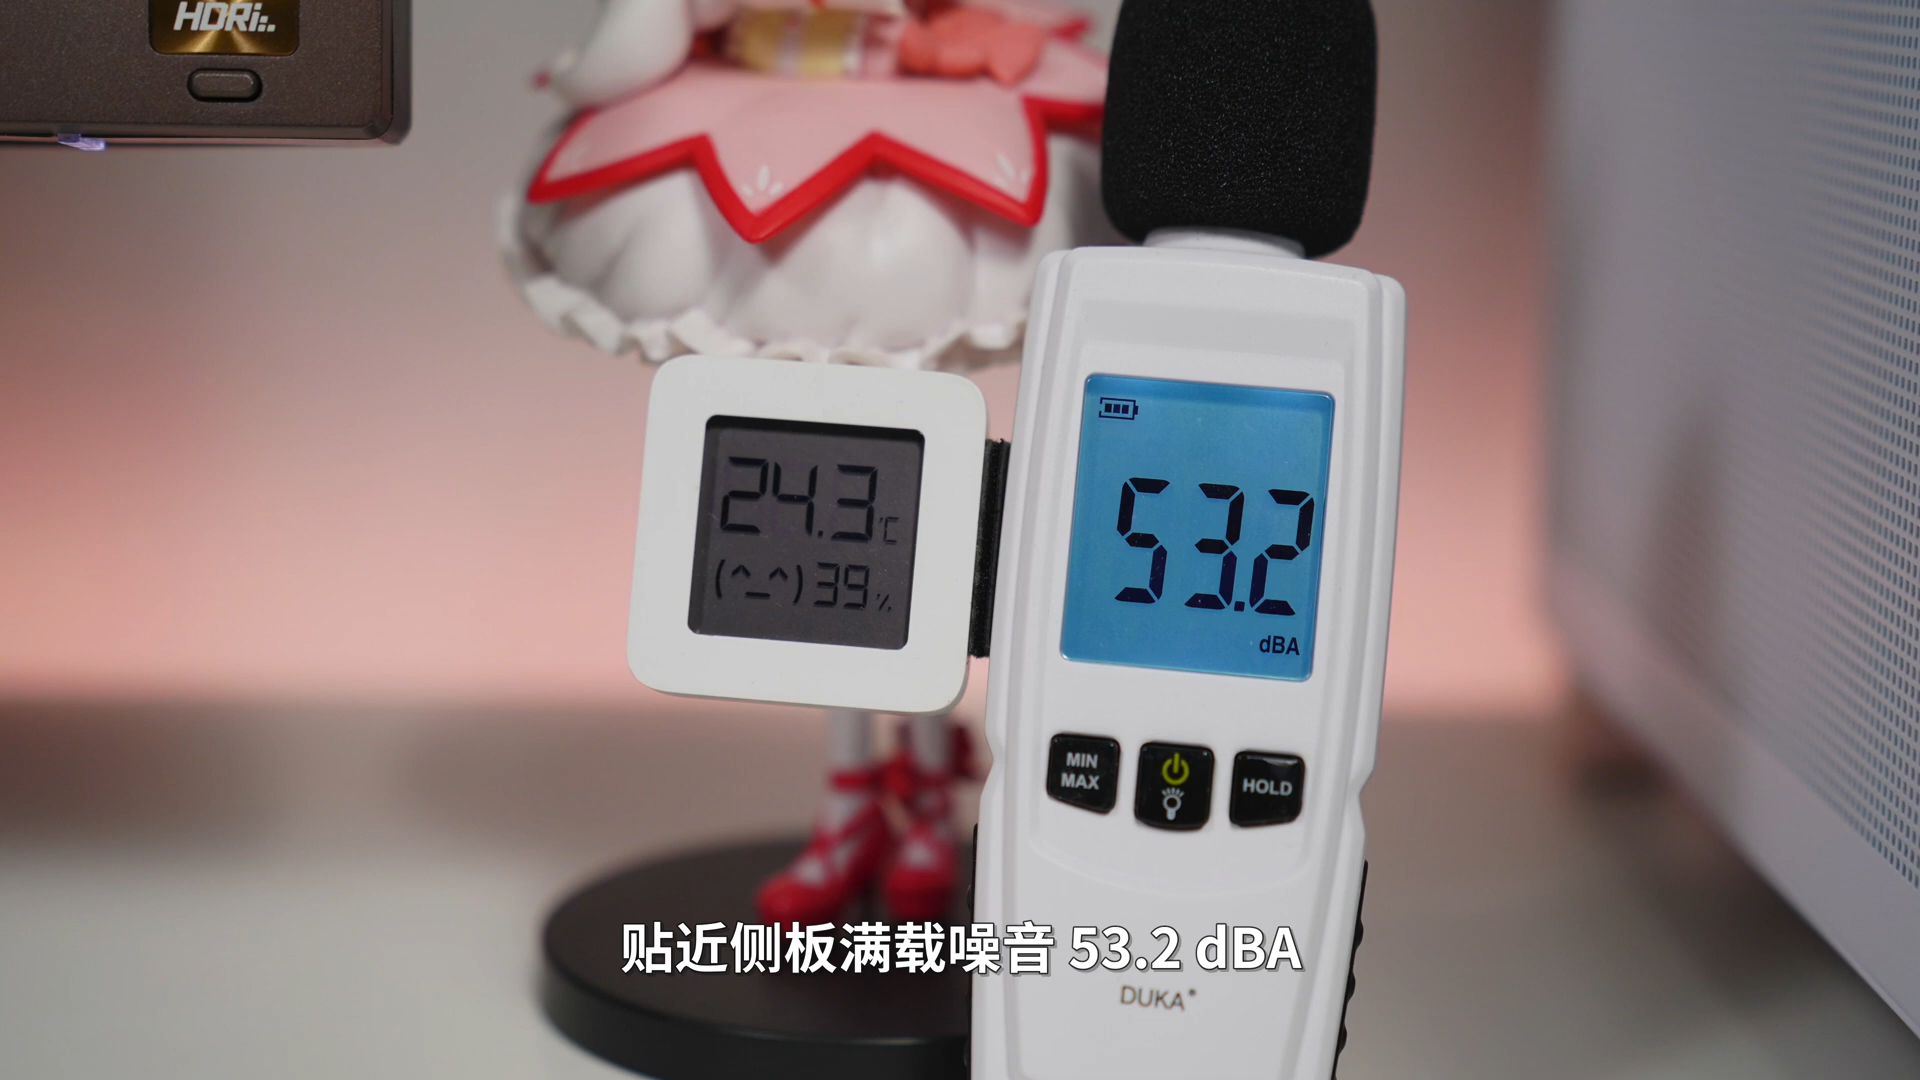 HDRi
24.3℃
(^_^) 39%
53.2
dBA
MIN
MAX
HOLD
贴近侧板满载噪音 53.2 dBA
DUKA